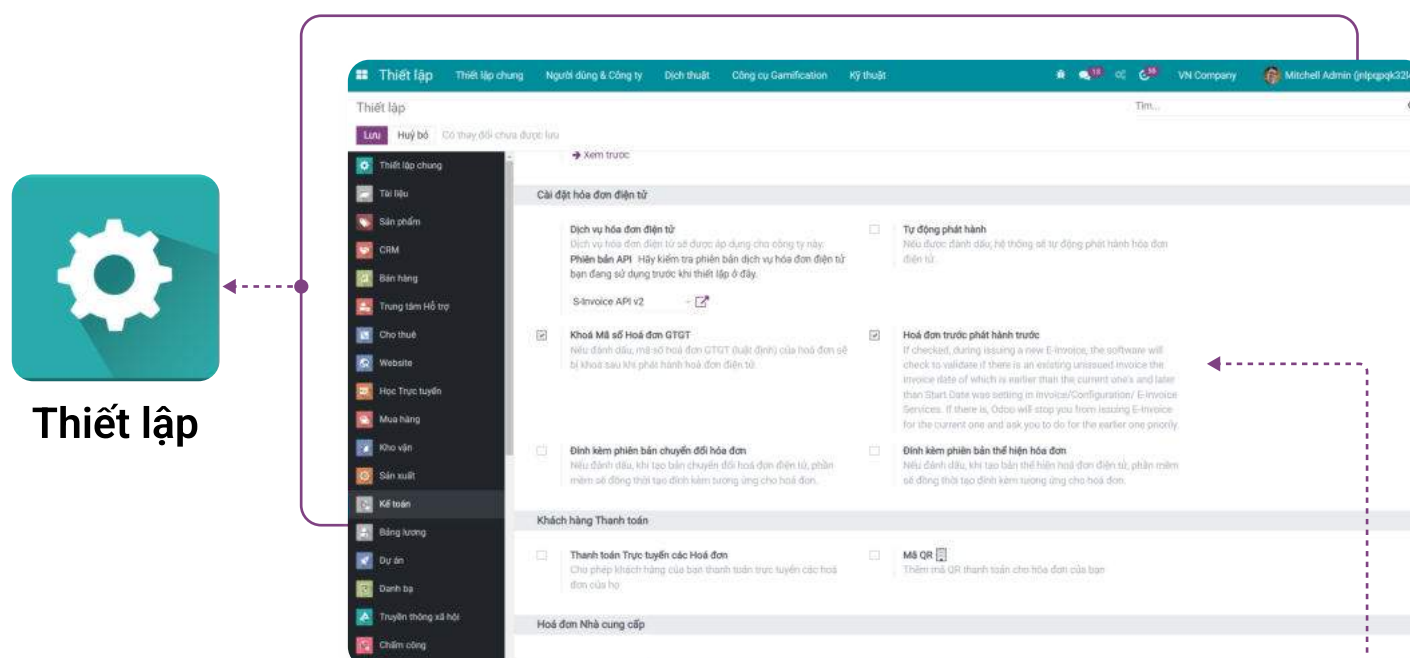 Thiết lập
Thiết lập Thiết lập chung Người dùng & Công ty Dịch thuật Công cụ Gamification Kỹ thuật VN Company
Thiết lập Tìm...
Lưu Huỷ bỏ Có thay đổi chưa được lưu
Xem trước
Thiết lập chung
Tài liệu
Sản phẩm
CRM
Bán hàng
Trung tâm Hỗ trợ
Cho thuê
Website
Học Trực tuyến
Mua hàng
Kho vận
Sản xuất
Kế toán
Bảng lương
Dự án
Danh bạ
Truyền thông xã hội
Chấm công
Cài đặt hóa đơn điện tử
Dịch vụ hóa đơn điện tử
Dịch vụ hóa đơn điện tử sẽ được áp dụng cho công ty này.
Phiên bản API Hãy kiểm tra phiên bản dịch vụ hóa đơn điện tử
bạn đang sử dụng trước khi thiết lập ở đây.
S-Invoice API v2
Tự động phát hành
Nếu được đánh dấu, hệ thống sẽ tự động phát hành hóa đơn
điện tử.
Khoá Mã số Hoá đơn GTGT
Nếu đánh dấu, mã số hoá đơn GTGT (luật định) của hoá đơn sẽ
bị khoá sau khi phát hành hoá đơn điện tử.
Hoá đơn trước phát hành trước
If checked, during issuing a new E-Invoice, the software will
check to validate if there is an existing unissued invoice the
invoice date of which is earlier than the current one's and later
than Start Date was setting in Invoice/Configuration/ E-Invoice
Services. If there is, Odoo will stop you from issuing E-Invoice
for the current one and ask you to do for the earlier one priorily.
Đính kèm phiên bản chuyển đổi hóa đơn
Nếu đánh dấu, khi tạo bản chuyển đổi hoá đơn điện tử, phần
mềm sẽ đồng thời tạo đính kèm tương ứng cho hoá đơn.
Đính kèm phiên bản thể hiện hóa đơn
Nếu đánh dấu, khi tạo bản thể hiện hoá đơn điện tử, phần mềm
sẽ đồng thời tạo đính kèm tương ứng cho hoá đơn.
Khách hàng Thanh toán
Thanh toán Trực tuyến các Hoá đơn
Cho phép khách hàng của bạn thanh toán trực tuyến các hoá
đơn của họ
Mã QR
Thêm mã QR thanh toán cho hóa đơn của bạn
Hoá đơn Nhà cung cấp